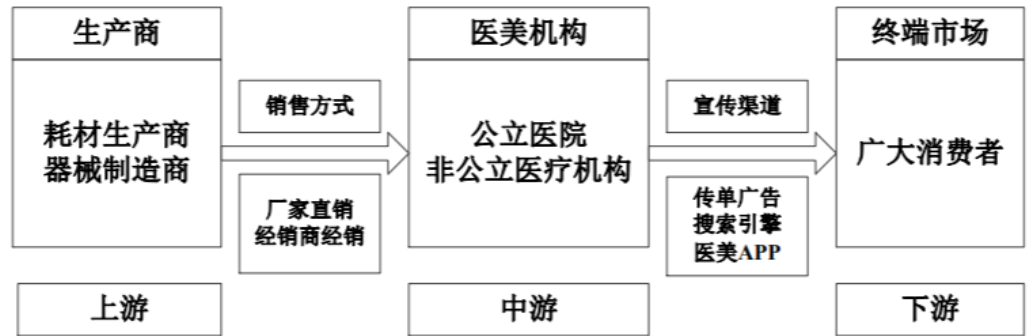 生产商
耗材生产商
器械制造商
上游
销售方式
厂家直销
经销商经销
医美机构
公立医院
非公立医疗机构
中游
宣传渠道
传单广告
搜索引擎
医美APP
终端市场
广大消费者
下游